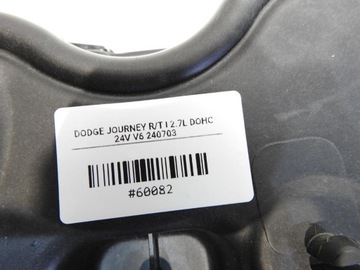 DODGE JOURNEY R/T I 2.7L DOHC
24V V6 240703
#60082